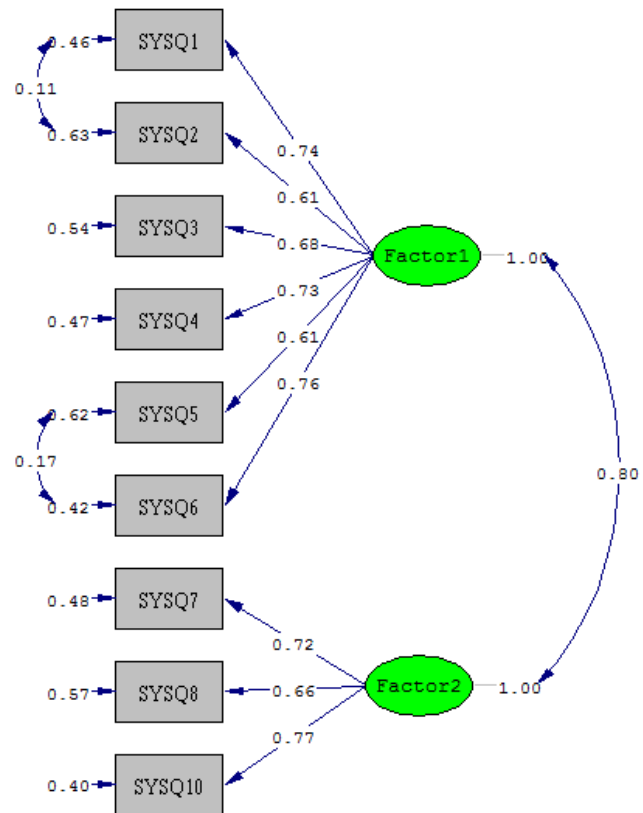 0.46 SYSQ1
0.11
0.63 SYSQ2
0.74
0.61
0.54 SYSQ3
0.68
Factor1 1.00
0.73
0.47 SYSQ4
0.61
0.76
0.62 SYSQ5
0.17
0.80
0.42 SYSQ6
0.48 SYSQ7
0.72
0.57 SYSQ8
0.66
Factor2 1.00
0.77
0.40 SYSQ10